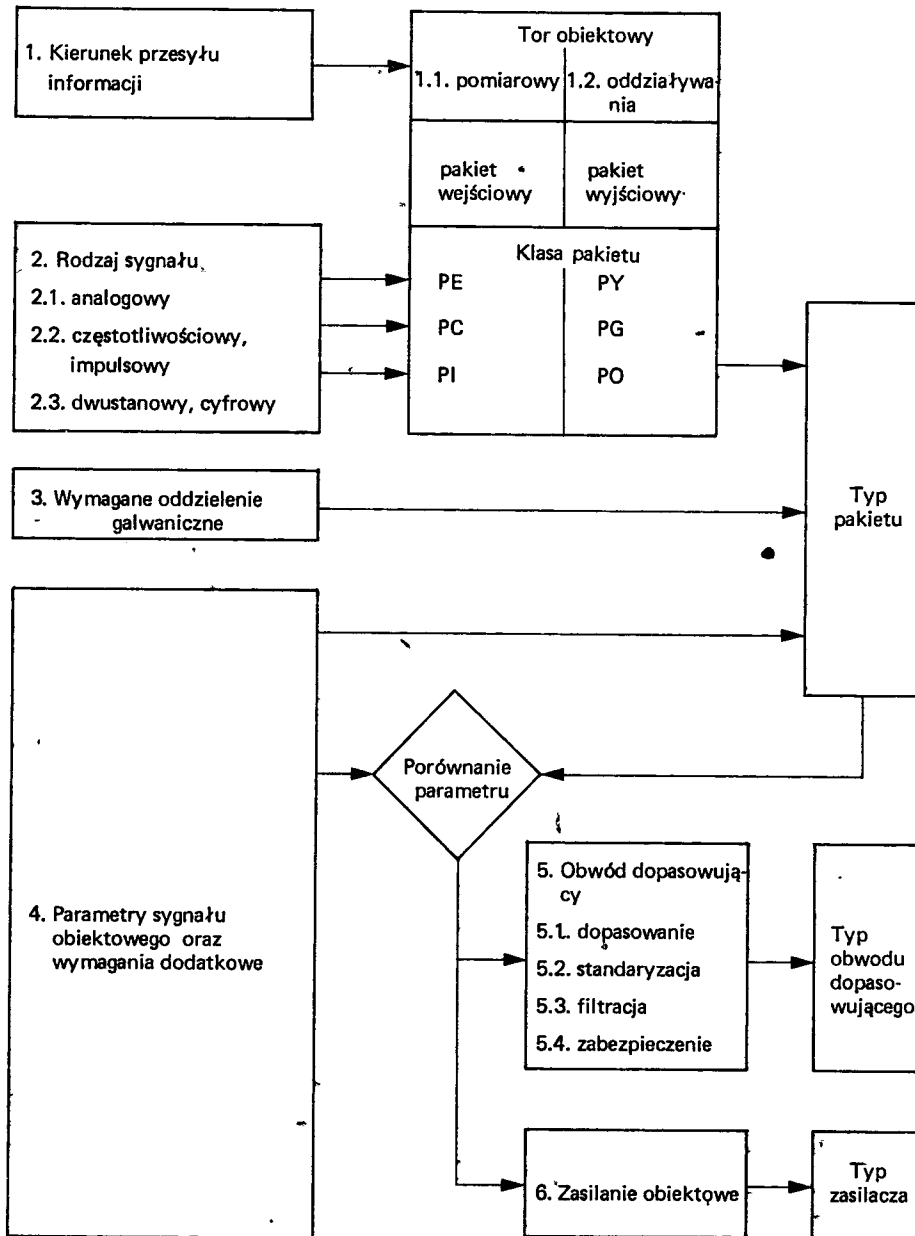 1. Kierunek przesyłu
informacji
Tor obiektowy
1.1. pomiarowy
1.2. oddziaływa-
nia
pakiet
wejściowy
pakiet
wyjściowy
2. Rodzaj sygnału
2.1. analogowy
2.2. częstotliwościowy,
impulsowy
2.3. dwustanowy, cyfrowy
Klasa pakietu
PE PY
PC PG
PI PO
3. Wymagane oddzielenie
galwaniczne
Typ
pakietu
4. Parametry sygnału
obiektowego oraz
wymagania dodatkowe
Porównanie
parametru
5. Obwód dopasowują-
cy
5.1. dopasowanie
5.2. standaryzacja
5.3. filtracja
5.4. zabezpieczenie
Typ
obwodu
dopaso-
wującego
6. Zasilanie obiektowe
Typ
zasilacza